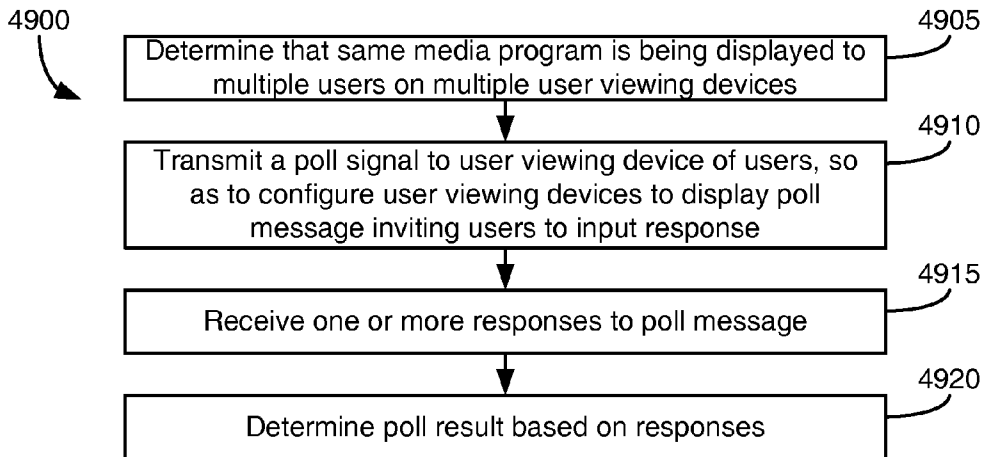 4900
4905
Determine that same media program is being displayed to
multiple users on multiple user viewing devices
4910
Transmit a poll signal to user viewing device of users, so
as to configure user viewing devices to display poll
message inviting users to input response
4915
Receive one or more responses to poll message
4920
Determine poll result based on responses